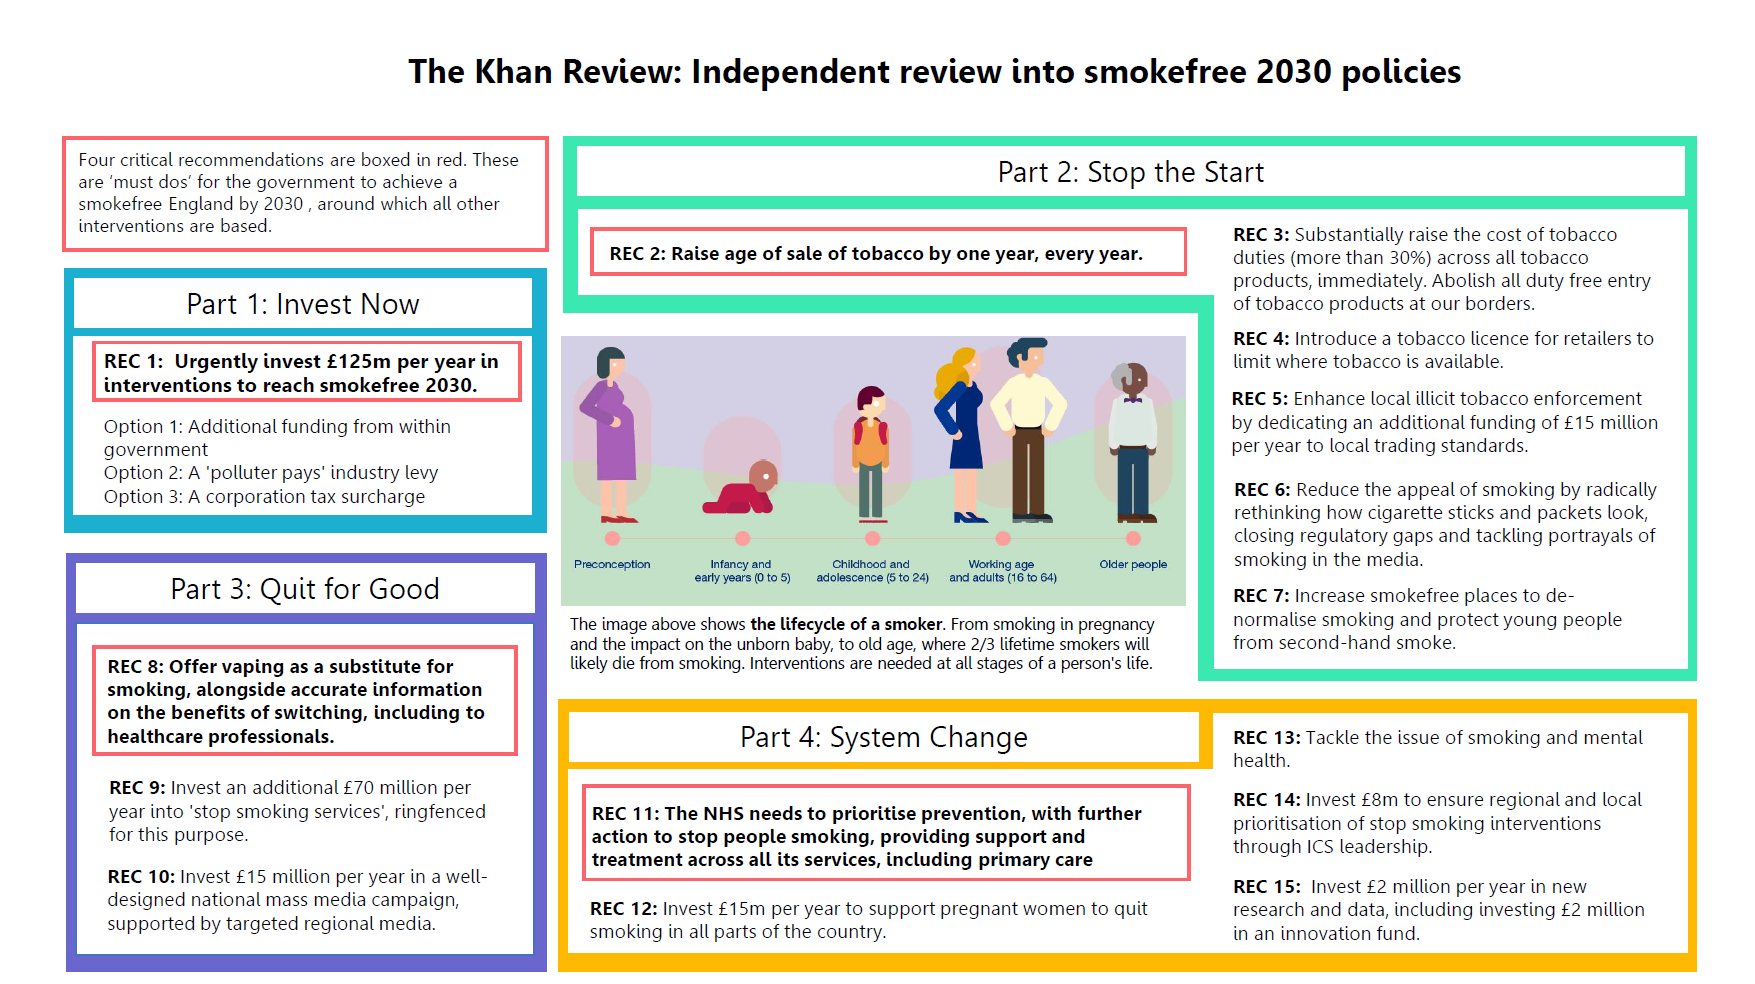 The Khan Review: Independent review into smokefree 2030 policies
Four critical recommendations are boxed in red. These
are ‘must dos’ for the government to achieve a
smokefree England by 2030 , around which all other
interventions are based.
Part 1: Invest Now
REC 1:  Urgently invest £125m per year in
interventions to reach smokefree 2030.
Option 1: Additional funding from within
government
Option 2: A 'polluter pays' industry levy
Option 3: A corporation tax surcharge
Part 2: Stop the Start
REC 2: Raise age of sale of tobacco by one year, every year.
REC 3: Substantially raise the cost of tobacco
duties (more than 30%) across all tobacco
products, immediately. Abolish all duty free entry
of tobacco products at our borders.
REC 4: Introduce a tobacco licence for retailers to
limit where tobacco is available.
REC 5: Enhance local illicit tobacco enforcement
by dedicating an additional funding of £15 million
per year to local trading standards.
REC 6: Reduce the appeal of smoking by radically
rethinking how cigarette sticks and packets look,
closing regulatory gaps and tackling portrayals of
smoking in the media.
REC 7: Increase smokefree places to de-
normalise smoking and protect young people
from second-hand smoke.
Preconception
Infancy and
early years (0 to 5)
Childhood and
adolescence (5 to 24)
Working age
and adults (16 to 64)
Older people
The image above shows the lifecycle of a smoker. From smoking in pregnancy
and the impact on the unborn baby, to old age, where 2/3 lifetime smokers will
likely die from smoking. Interventions are needed at all stages of a person's life.
Part 3: Quit for Good
REC 8: Offer vaping as a substitute for
smoking, alongside accurate information
on the benefits of switching, including to
healthcare professionals.
REC 9: Invest an additional £70 million per
year into 'stop smoking services', ringfenced
for this purpose.
REC 10: Invest £15 million per year in a well-
designed national mass media campaign,
supported by targeted regional media.
Part 4: System Change
REC 11: The NHS needs to prioritise prevention, with further
action to stop people smoking, providing support and
treatment across all its services, including primary care
REC 12: Invest £15m per year to support pregnant women to quit
smoking in all parts of the country.
REC 13: Tackle the issue of smoking and mental
health.
REC 14: Invest £8m to ensure regional and local
prioritisation of stop smoking interventions
through ICS leadership.
REC 15:  Invest £2 million per year in new
research and data, including investing £2 million
in an innovation fund.